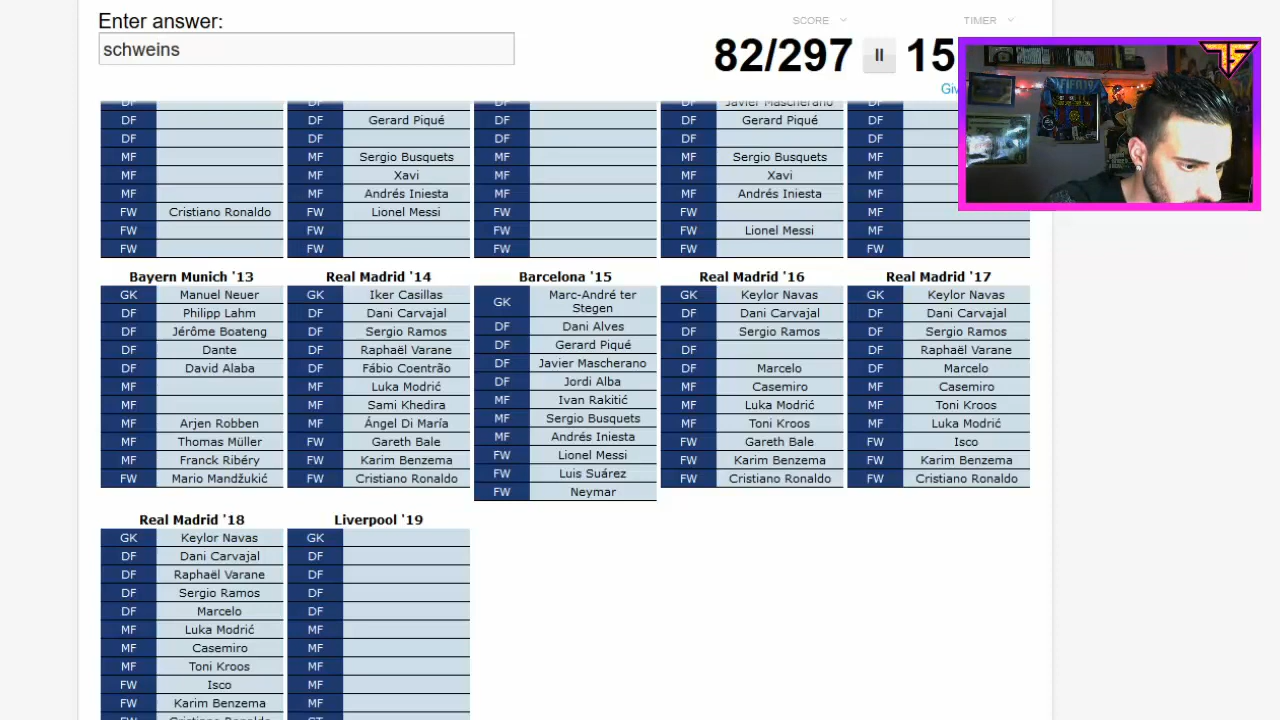 Enter answer:
SCORE
TIMER
schweins
82/297
15
Giv
DF DF DF DF Javier Mascherano DF
DF DF Gerard Piqué DF DF Gerard Piqué DF
DF DF DF DF DF
MF MF Sergio Busquets MF MF Sergio Busquets MF
MF MF Xavi MF MF Xavi MF
MF MF Andrés Iniesta MF MF Andrés Iniesta MF
FW Cristiano Ronaldo FW Lionel Messi FW FW MF
FW FW FW FW Lionel Messi MF
FW FW FW FW FW
Bayern Munich '13
GK Manuel Neuer
DF Philipp Lahm
DF Jérôme Boateng
DF Dante
DF David Alaba
MF
MF
MF Arjen Robben
MF Thomas Müller
MF Franck Ribéry
FW Mario Mandžukić
Real Madrid '14
GK Iker Casillas
DF Dani Carvajal
DF Sergio Ramos
DF Raphaël Varane
DF Fábio Coentrão
MF Luka Modrić
MF Sami Khedira
MF Ángel Di María
FW Gareth Bale
FW Karim Benzema
FW Cristiano Ronaldo
Barcelona '15
GK Marc-André ter
Stegen
DF Dani Alves
DF Gerard Piqué
DF Javier Mascherano
DF Jordi Alba
MF Ivan Rakitić
MF Sergio Busquets
MF Andrés Iniesta
FW Lionel Messi
FW Luis Suárez
FW Neymar
Real Madrid '16
GK Keylor Navas
DF Dani Carvajal
DF Sergio Ramos
DF
DF Marcelo
MF Casemiro
MF Luka Modrić
MF Toni Kroos
FW Gareth Bale
FW Karim Benzema
FW Cristiano Ronaldo
Real Madrid '17
GK Keylor Navas
DF Dani Carvajal
DF Sergio Ramos
DF Raphaël Varane
DF Marcelo
MF Casemiro
MF Toni Kroos
MF Luka Modrić
FW Isco
FW Karim Benzema
FW Cristiano Ronaldo
Real Madrid '18
GK Keylor Navas
DF Dani Carvajal
DF Raphaël Varane
DF Sergio Ramos
DF Marcelo
MF Luka Modrić
MF Casemiro
MF Toni Kroos
FW Isco
FW Karim Benzema
FW Cristiano Ronaldo
Liverpool '19
GK
DF
DF
DF
DF
MF
MF
MF
MF
MF
FIFA 19
TS